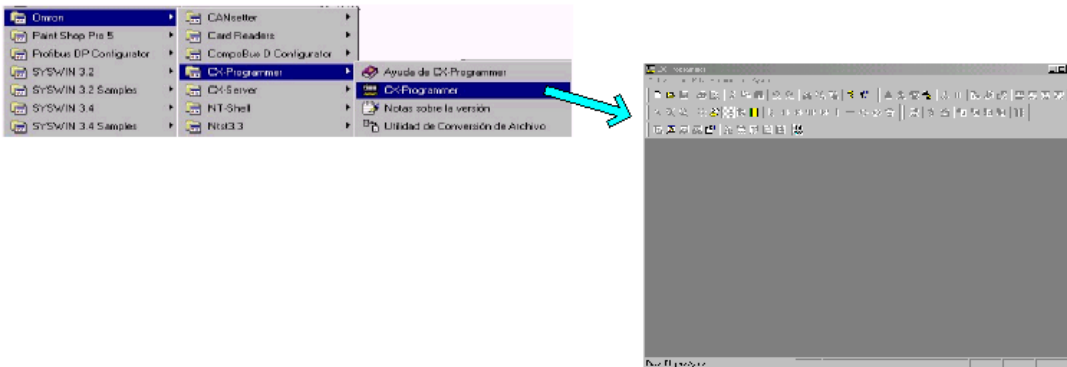 Omron
Paint Shop Pro 5
Profibus DP Configurator
SYSWIN 3.2
SYSWIN 3.2 Samples
SYSWIN 3.4
SYSWIN 3.4 Samples
CANsetter
Card Readers
CompoBus D Configurator
CX-Programmer
CX-Server
NT-Shell
Ntst3.3
Ayuda de CX-Programmer
CX-Programmer
Notas sobre la versión
Utilidad de Conversión de Archivo
CX-Programmer